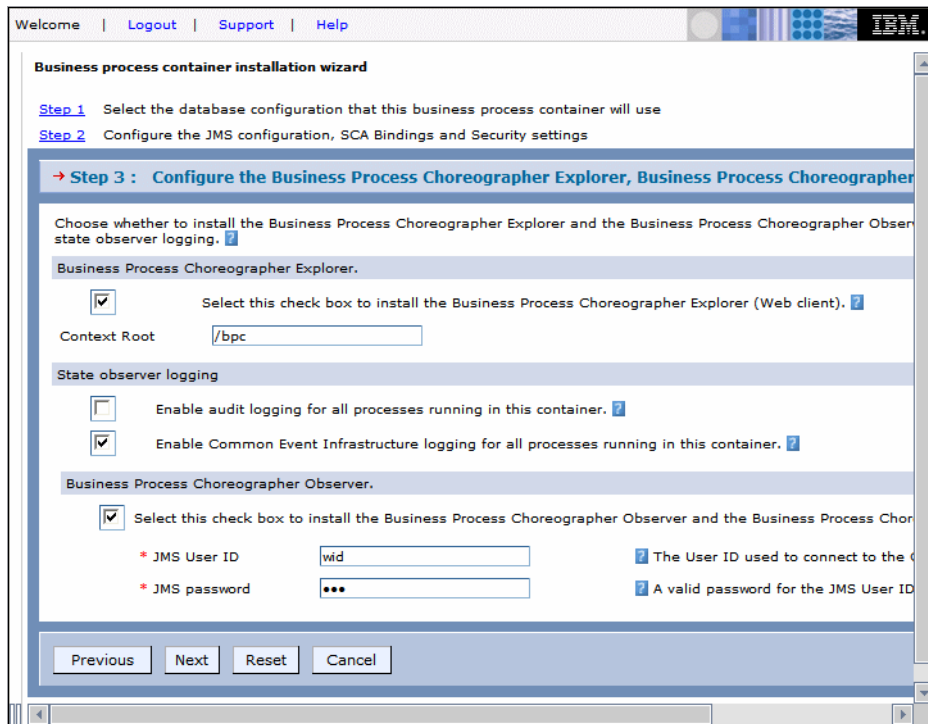 Welcome | Logout | Support | Help
IBM.
Business process container installation wizard
Step 1 Select the database configuration that this business process container will use
Step 2 Configure the JMS configuration, SCA Bindings and Security settings
→ Step 3 : Configure the Business Process Choreographer Explorer, Business Process Choreographer
Choose whether to install the Business Process Choreographer Explorer and the Business Process Choreographer Obser
state observer logging. ?
Business Process Choreographer Explorer.
Select this check box to install the Business Process Choreographer Explorer (Web client). ?
Context Root /bpc
State observer logging
Enable audit logging for all processes running in this container. ?
Enable Common Event Infrastructure logging for all processes running in this container. ?
Business Process Choreographer Observer.
Select this check box to install the Business Process Choreographer Observer and the Business Process Chor
* JMS User ID wid ? The User ID used to connect to the
* JMS password ••• ? A valid password for the JMS User ID
Previous Next Reset Cancel